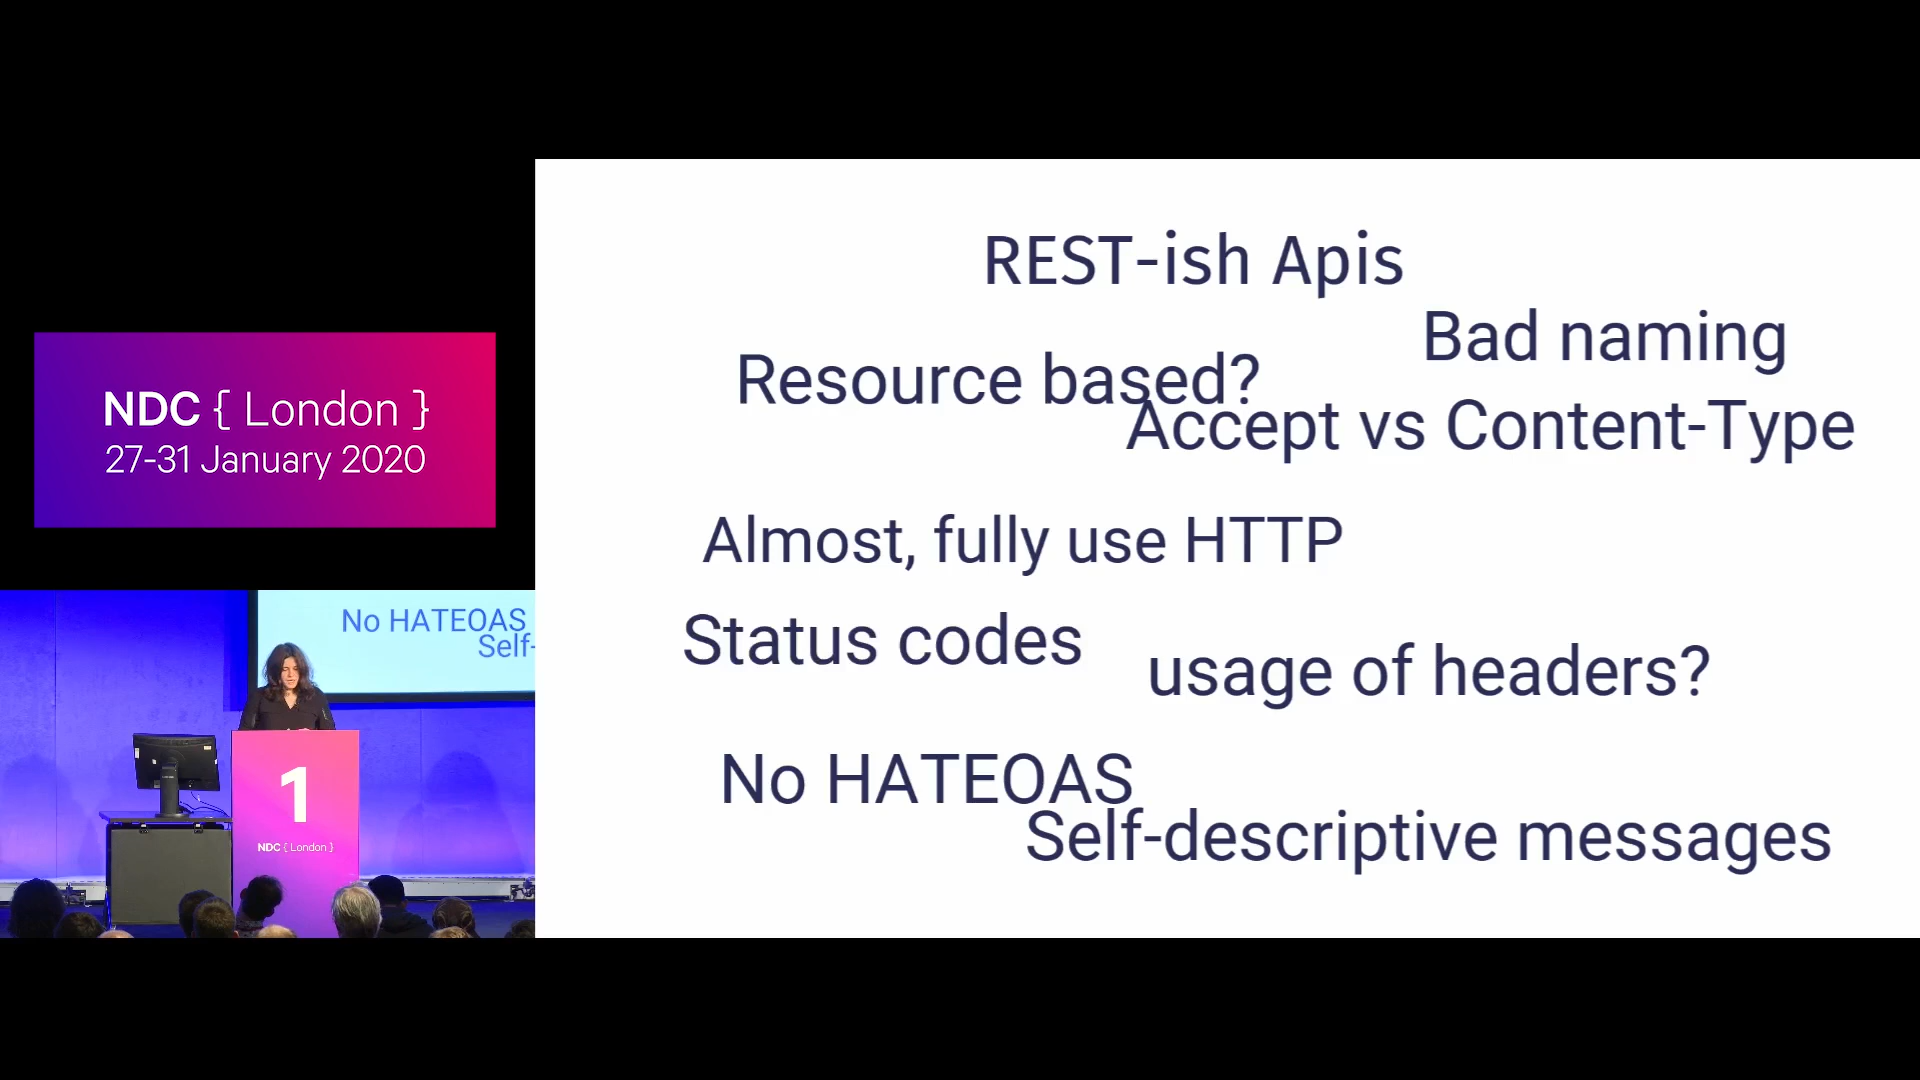 NDC { London }
27-31 January 2020
No HATEOAS
Self-
1
NDC { London }
REST-ish Apis
Bad naming
Resource based?
Accept vs Content-Type
Almost, fully use HTTP
Status codes
usage of headers?
No HATEOAS
Self-descriptive messages